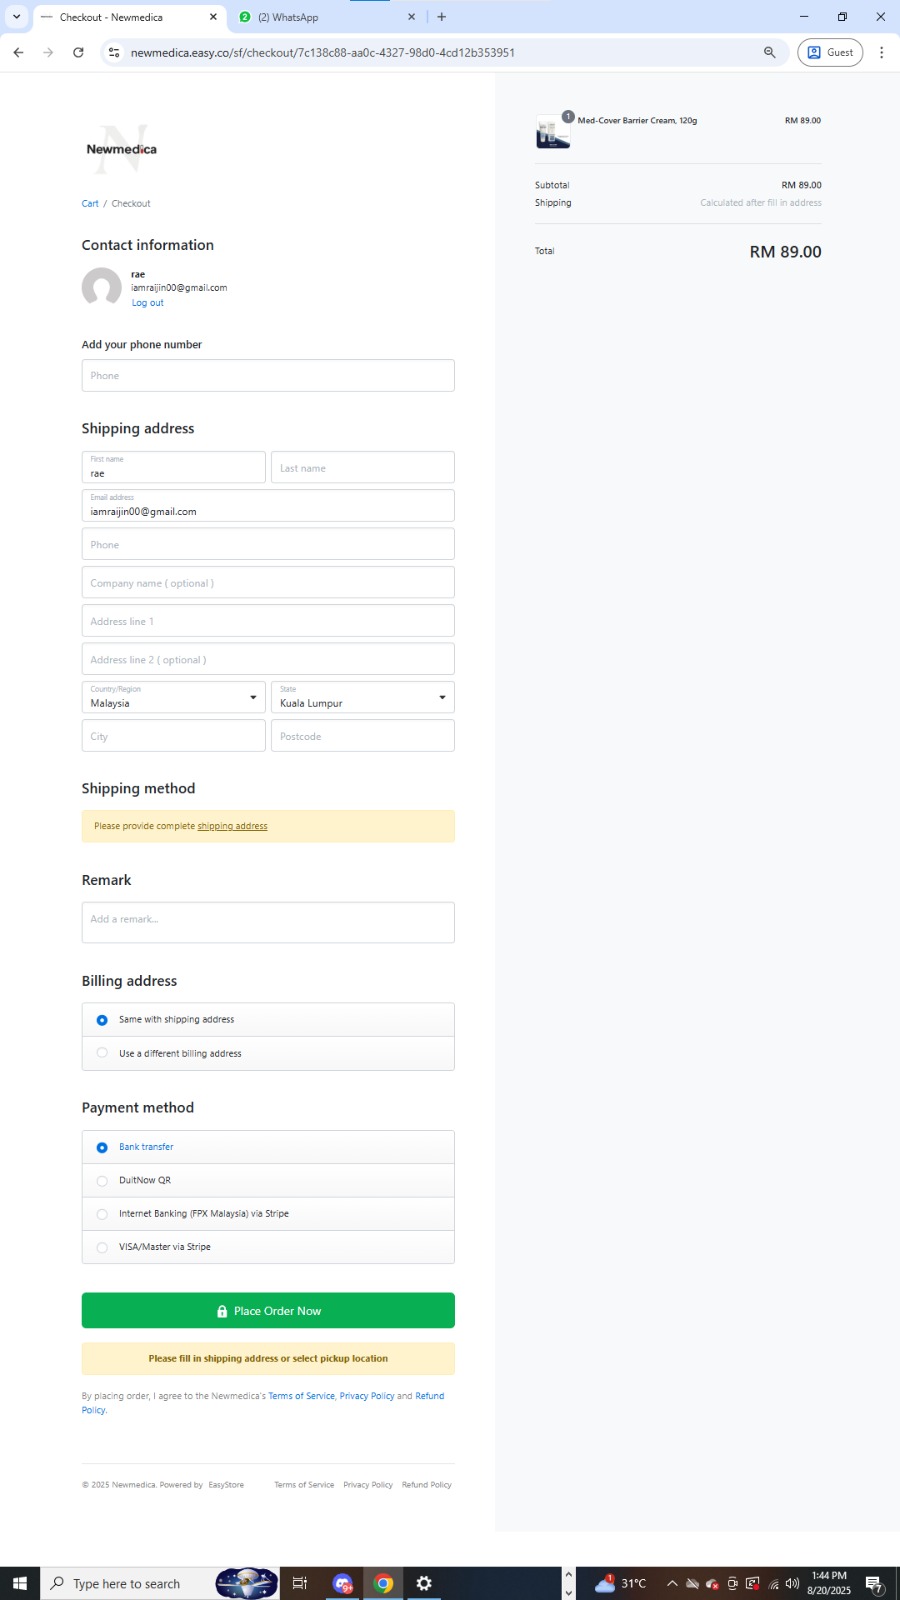 Checkout - Newmedica
(2) WhatsApp
newmedica.easy.co/sf/checkout/7c138c88-aa0c-4327-98d0-4cd12b353951
Guest
Newmedica
Cart / Checkout
Contact information
rae
iamraijin00@gmail.com
Log out
Add your phone number
Phone
Shipping address
First name
rae
Last name
Email address
iamraijin00@gmail.com
Phone
Company name ( optional )
Address line 1
Address line 2 ( optional )
Country/Region
Malaysia
State
Kuala Lumpur
City
Postcode
Shipping method
Please provide complete shipping address
Remark
Add a remark...
Billing address
Same with shipping address
Use a different billing address
Payment method
Bank transfer
DuitNow QR
Internet Banking (FPX Malaysia) via Stripe
VISA/Master via Stripe
Place Order Now
Please fill in shipping address or select pickup location
By placing order, I agree to the Newmedica's Terms of Service, Privacy Policy and Refund
Policy.
© 2025 Newmedica. Powered by EasyStore
Terms of Service Privacy Policy Refund Policy
1
Med-Cover Barrier Cream, 120g RM 89.00
Subtotal RM 89.00
Shipping Calculated after fill in address
Total RM 89.00
Type here to search
9+
1
31°C
1:44 PM
8/20/2025
7